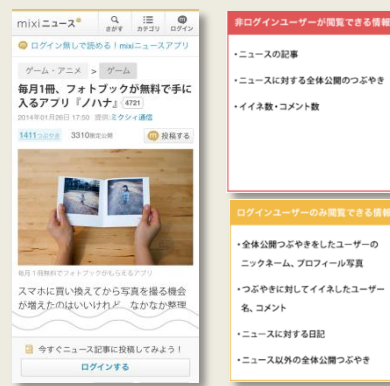 mixiニュース
さがす カテゴリ ログイン
ログイン無しで読める！mixiニュースアプリ
ゲーム・アニメ > ゲーム
毎月1冊、フォトブックが無料で手に
入るアプリ『ノハナ』 4721
2014年01月26日 17:50 提供:ミクシィ通信
1411つぶやき 3310限定公開 投稿する
毎月1冊無料でフォトブックがもらえるアプリ
スマホに買い換えてから写真を撮る機会
が増えたのはいいけれど、なかなか整理
今すぐニュース記事に投稿してみよう！
ログインする
非ログインユーザーが閲覧できる情報
・ニュースの記事
・ニュースに対する全体公開のつぶやき
・イイネ数・コメント数
ログインユーザーのみ閲覧できる情報
・全体公開つぶやきをしたユーザーの
ニックネーム、プロフィール写真
・つぶやきに対してイイネしたユーザー
名、コメント
・ニュースに対する日記
・ニュース以外の全体公開つぶやき